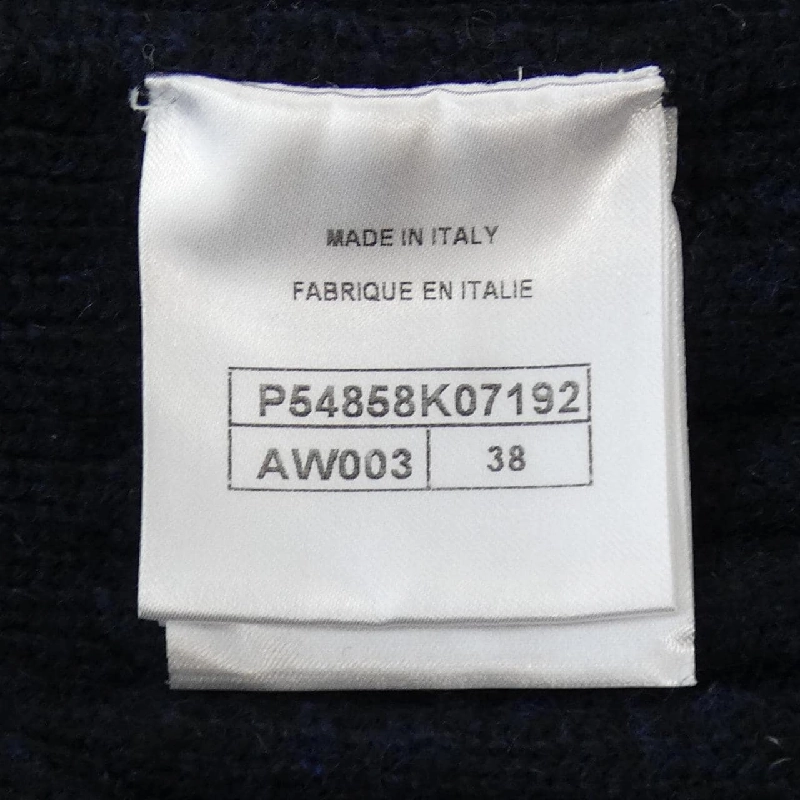 MADE IN ITALY
FABRIQUE EN ITALIE
P54858K07192
AW003 38